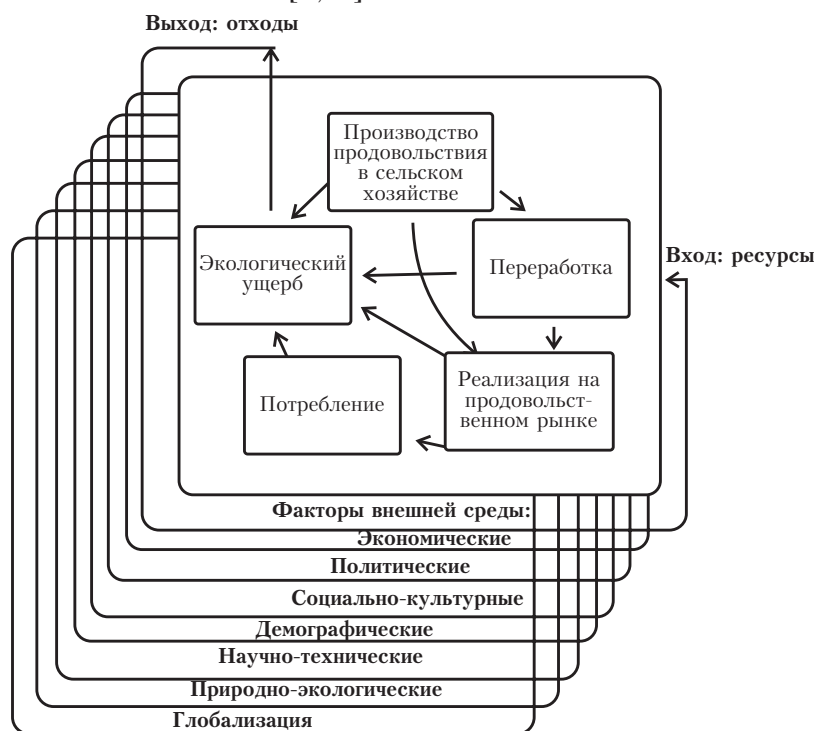 Выход: отходы
Производство
продовольствия
в сельском
хозяйстве
Экологический
ущерб
Переработка
Вход: ресурсы
Потребление
Реализация на
продовольст-
венном рынке
Факторы внешней среды:
Экономические
Политические
Социально-культурные
Демографические
Научно-технические
Природно-экологические
Глобализация